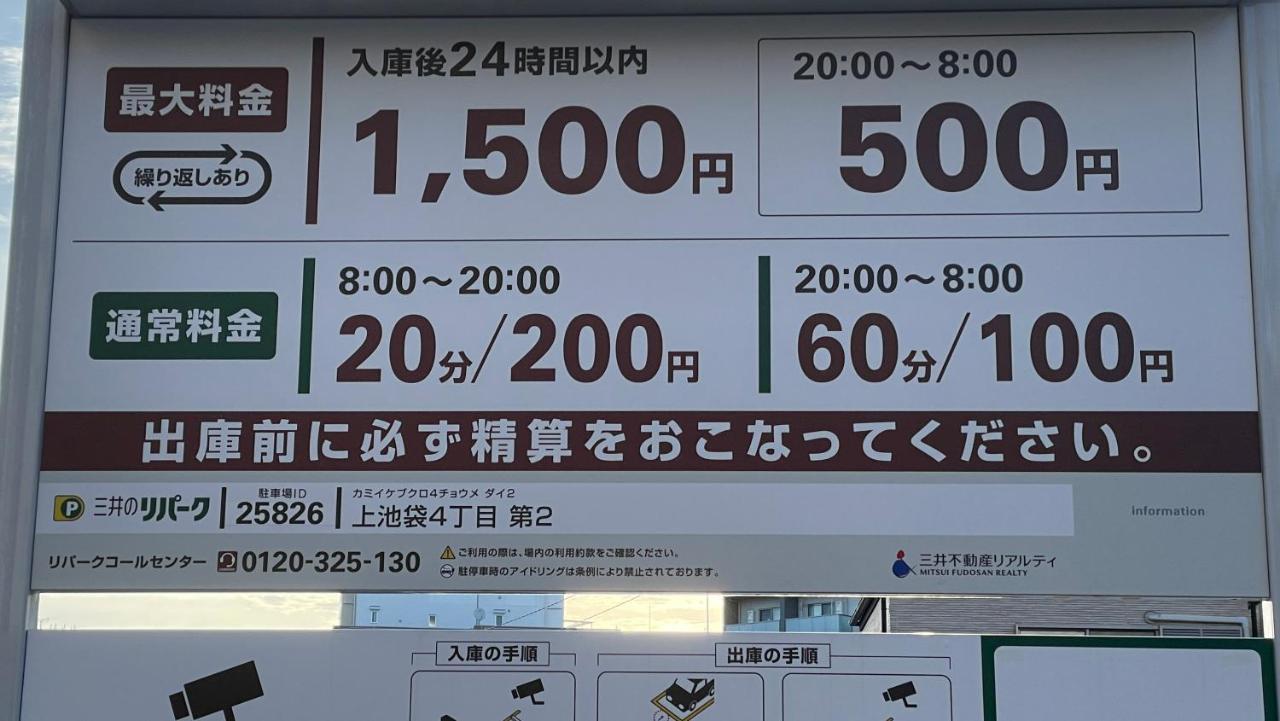 最大料金
繰り返しあり
入庫後24時間以内
1,500円
20:00～8:00
500円
通常料金
8:00～20:00
20分/200円
20:00～8:00
60分/100円
出庫前に必ず精算をおこなってください。
P 三井のリパーク
駐車場ID
25826
カミイケブクロ4チョウメ ダイ2
上池袋4丁目 第2
information
リパークコールセンター 0120-325-130
ご利用の際は、場内の利用約款をご確認ください。
駐停車時のアイドリングは条例により禁止されております。
三井不動産リアルティ
MITSUI FUDOSAN REALTY
入庫の手順
出庫の手順